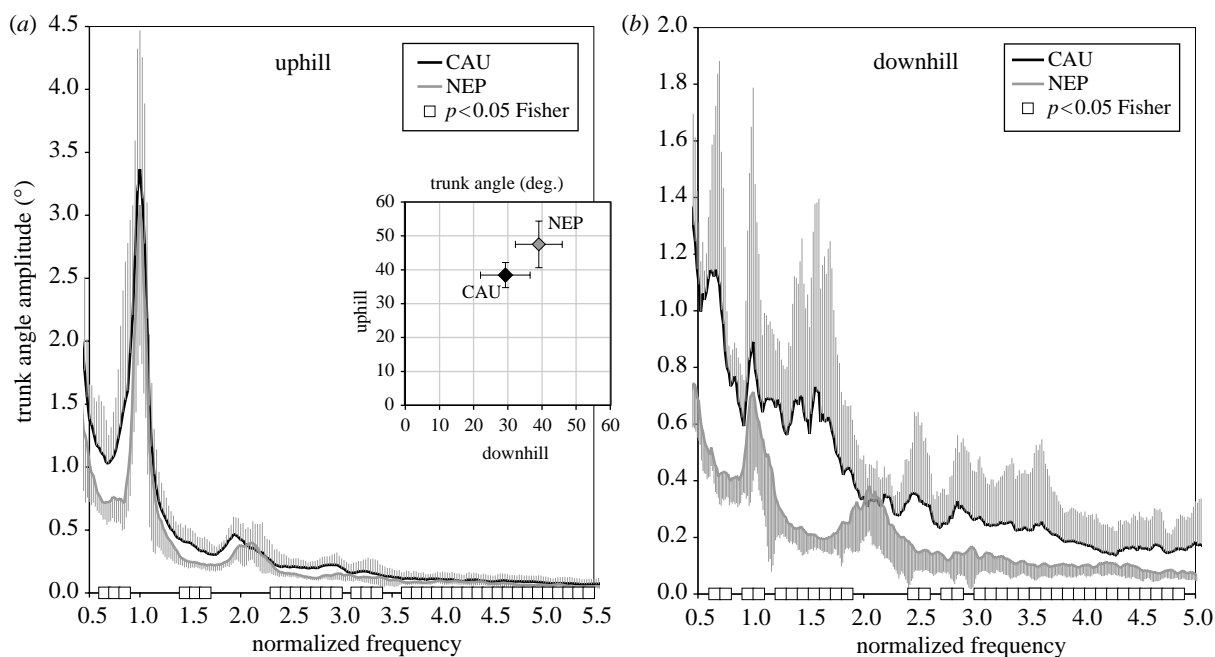 (a)
uphill
CAU
NEP
p<0.05 Fisher
trunk angle amplitude (°)
4.5
4.0
3.5
3.0
2.5
2.0
1.5
1.0
0.5
0.0
0.5 1.0 1.5 2.0 2.5 3.0 3.5 4.0 4.5 5.0 5.5
normalized frequency
trunk angle (deg.)
uphill
60
50
40
30
20
10
0
NEP
CAU
0 10 20 30 40 50 60
downhill
(b)
downhill
CAU
NEP
p<0.05 Fisher
2.0
1.8
1.6
1.4
1.2
1.0
0.8
0.6
0.4
0.2
0
0.5 1.0 1.5 2.0 2.5 3.0 3.5 4.0 4.5 5.0
normalized frequency